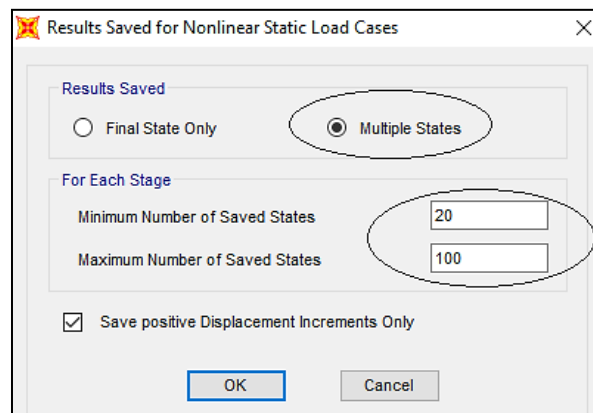 Results Saved for Nonlinear Static Load Cases
Results Saved
Final State Only Multiple States
For Each Stage
Minimum Number of Saved States 20
Maximum Number of Saved States 100
Save positive Displacement Increments Only
OK Cancel